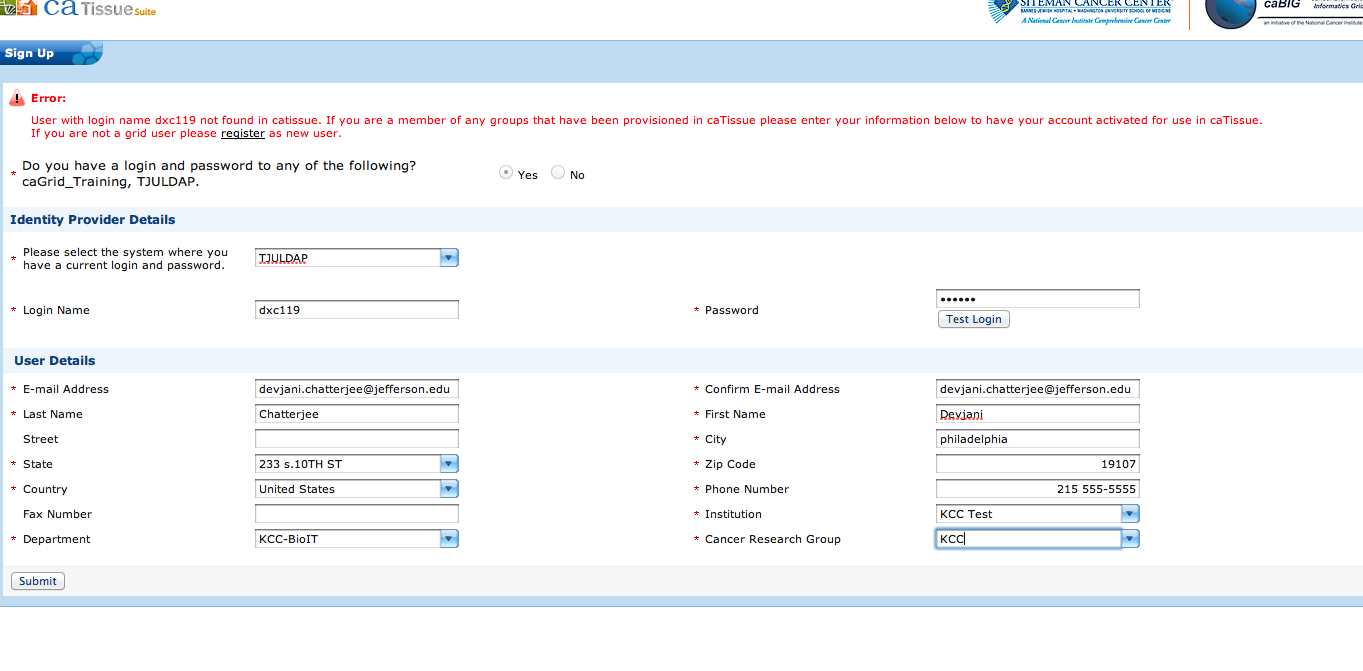 ca Tissue Suite
SITEMAN CANCER CENTER
BARNES-JEWISH HOSPITAL • WASHINGTON UNIVERSITY SCHOOL OF MEDICINE
A National Cancer Institute Comprehensive Cancer Center
caBIG
Informatics Grid
an initiative of the National Cancer Institute
Sign Up
Error:
User with login name dxc119 not found in catissue. If you are a member of any groups that have been provisioned in caTissue please enter your information below to have your account activated for use in caTissue.
If you are not a grid user please register as new user.
* Do you have a login and password to any of the following?
caGrid_Training, TJULDAP.
Yes No
Identity Provider Details
* Please select the system where you
have a current login and password.
TJULDAP
* Login Name dxc119 * Password ••••••
Test Login
User Details
* E-mail Address devjani.chatterjee@jefferson.edu * Confirm E-mail Address devjani.chatterjee@jefferson.edu
* Last Name Chatterjee * First Name Devjani
Street * City philadelphia
* State 233 s.10TH ST * Zip Code 19107
* Country United States * Phone Number 215 555-5555
Fax Number * Institution KCC Test
* Department KCC-BioIT * Cancer Research Group KCC
Submit